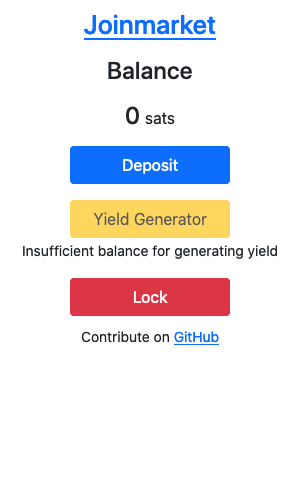 Joinmarket
Balance
0 sats
Deposit
Yield Generator
Insufficient balance for generating yield
Lock
Contribute on GitHub